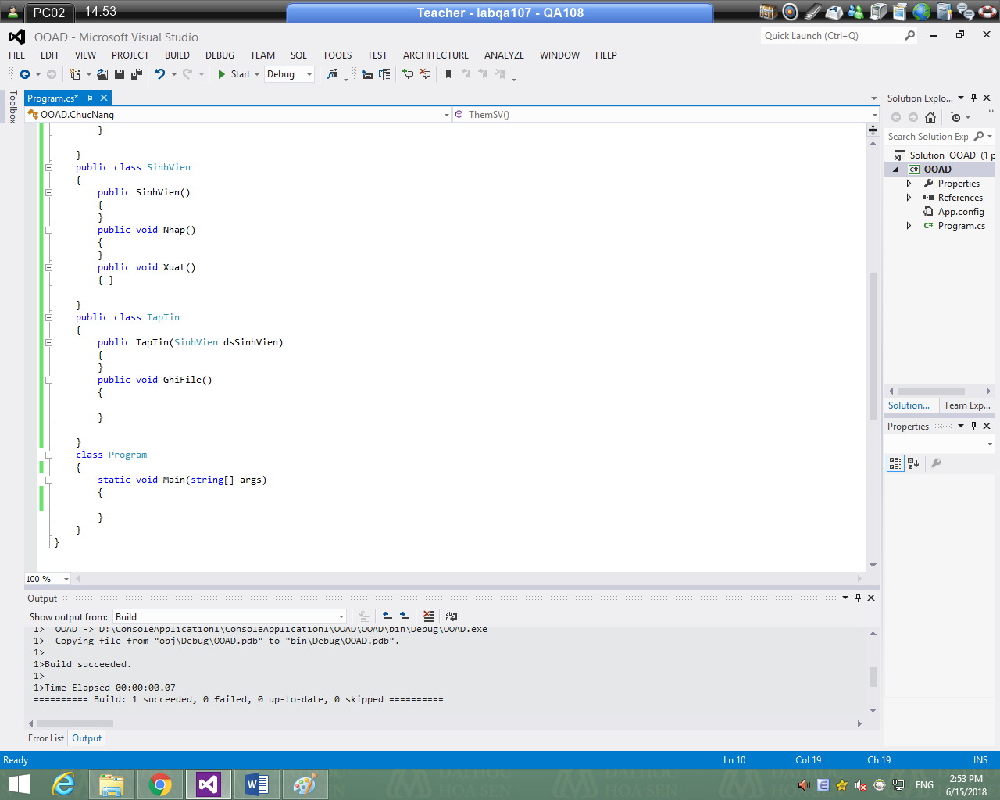 PC02
14:53
Teacher - labqa107 - QA108
OOAD - Microsoft Visual Studio
Quick Launch (Ctrl+Q)
FILE EDIT VIEW PROJECT BUILD DEBUG TEAM SQL TOOLS TEST ARCHITECTURE ANALYZE WINDOW HELP
Start Debug
Toolbox
Program.cs*
OOAD.ChucNang
ThemSV()
}
}
public class SinhVien
{
public SinhVien()
{
}
public void Nhap()
{
}
public void Xuat()
{ }
}
public class TapTin
{
public TapTin(SinhVien dsSinhVien)
{
}
public void GhiFile()
{
}
}
class Program
{
static void Main(string[] args)
{
}
}
}
100 %
Solution Explo...
Search Solution Exp
Solution 'OOAD' (1 p
C# OOAD
Properties
References
App.config
C# Program.cs
Solution... Team Exp...
Properties
Output
Show output from: Build
1>  OOAD -> D:\ConsoleApplication1\ConsoleApplication1\OOAD\OOAD\bin\Debug\OOAD.exe
1>  Copying file from "obj\Debug\OOAD.pdb" to "bin\Debug\OOAD.pdb".
1>
1>Build succeeded.
1>
1>Time Elapsed 00:00:00.07
========== Build: 1 succeeded, 0 failed, 0 up-to-date, 0 skipped ==========
Error List Output
Ready
Ln 10 Col 19 Ch 19 INS
ENG
2:53 PM
6/15/2018